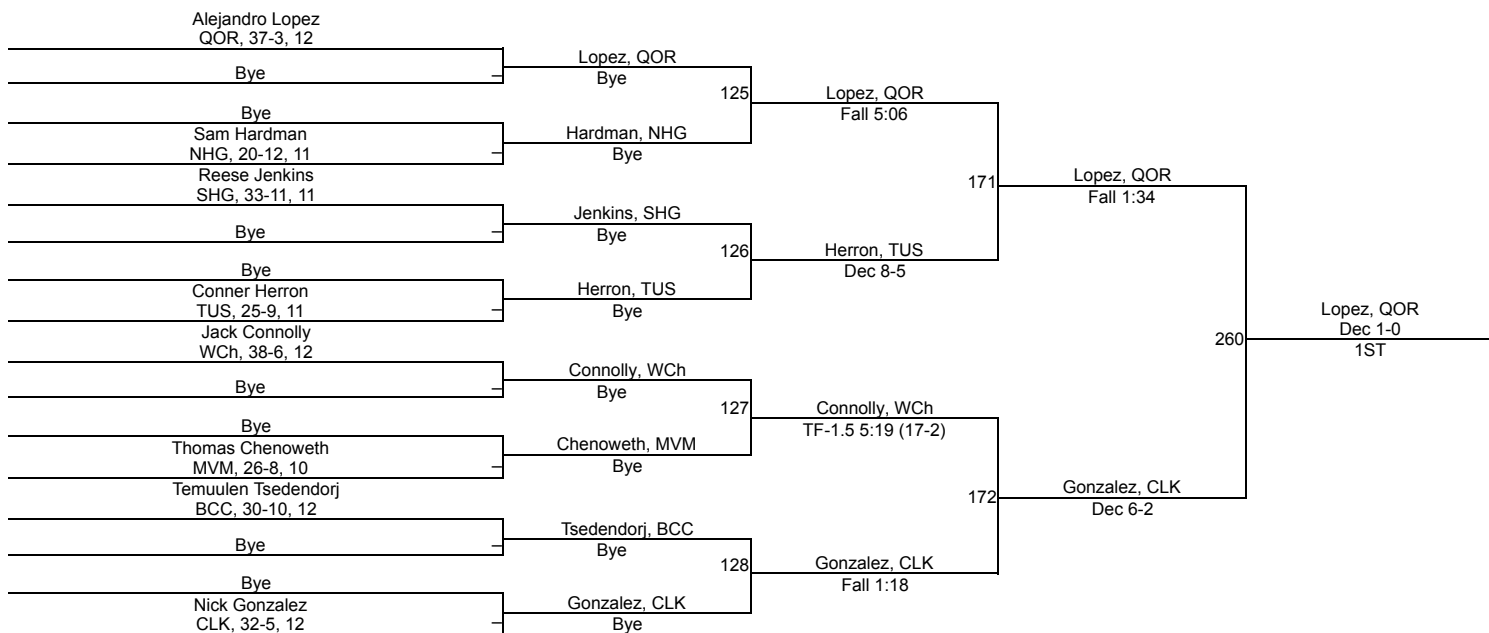 Alejandro Lopez
QOR, 37-3, 12
Bye
Bye
Sam Hardman
NHG, 20-12, 11
Reese Jenkins
SHG, 33-11, 11
Bye
Bye
Conner Herron
TUS, 25-9, 11
Jack Connolly
WCh, 38-6, 12
Bye
Bye
Thomas Chenoweth
MVM, 26-8, 10
Temuulen Tsedendorj
BCC, 30-10, 12
Bye
Bye
Nick Gonzalez
CLK, 32-5, 12
Lopez, QOR
Bye
Hardman, NHG
Bye
Jenkins, SHG
Bye
Herron, TUS
Bye
Connolly, WCh
Bye
Chenoweth, MVM
Bye
Tsedendorj, BCC
Bye
Gonzalez, CLK
Bye
125
126
127
128
Lopez, QOR
Fall 5:06
Herron, TUS
Dec 8-5
Connolly, WCh
TF-1.5 5:19 (17-2)
Gonzalez, CLK
Fall 1:18
171
172
Lopez, QOR
Fall 1:34
Gonzalez, CLK
Dec 6-2
260
Lopez, QOR
Dec 1-0
1ST